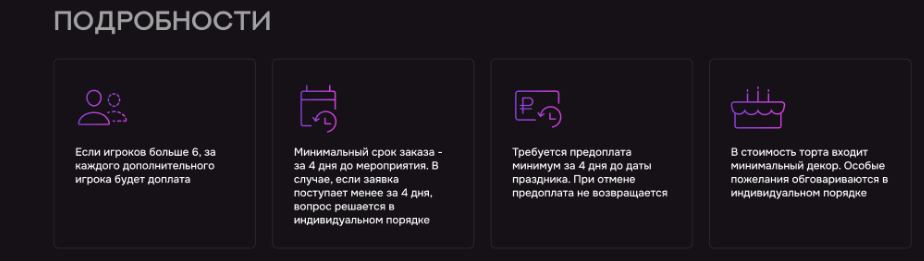 ПОДРОБНОСТИ
Если игроков больше 6, за
каждого дополнительного
игрока будет доплата
Минимальный срок заказа -
за 4 дня до мероприятия. В
случае, если заявка
поступает менее за 4 дня,
вопрос решается в
индивидуальном порядке
Требуется предоплата
минимум за 4 дня до даты
праздника. При отмене
предоплата не возвращается
В стоимость торта входит
минимальный декор. Особые
пожелания обговариваются в
индивидуальном порядке